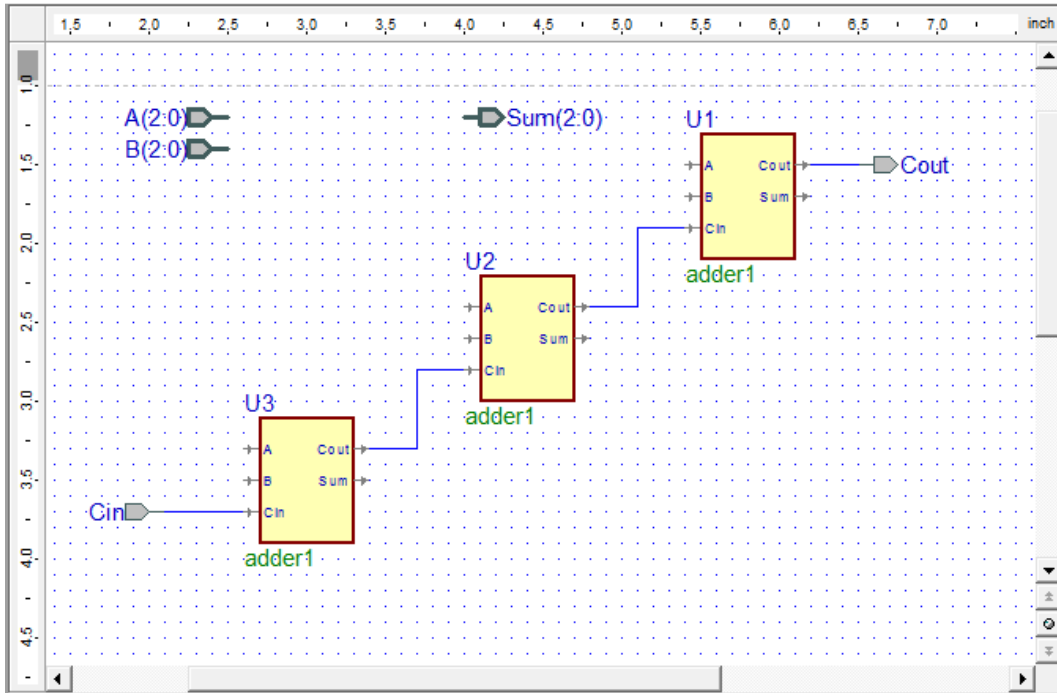 1,5 2,0 2,5 3,0 3,5 4,0 4,5 5,0 5,5 6,0 6,5 7,0 inch
1,0
1,5
2,0
2,5
3,0
3,5
4,0
4,5
A(2:0)
B(2:0)
Sum(2:0)
U1
A Cout
B Sum
Cin
adder1
Cout
U2
A Cout
B Sum
Cin
adder1
U3
A Cout
B Sum
Cin
adder1
Cin